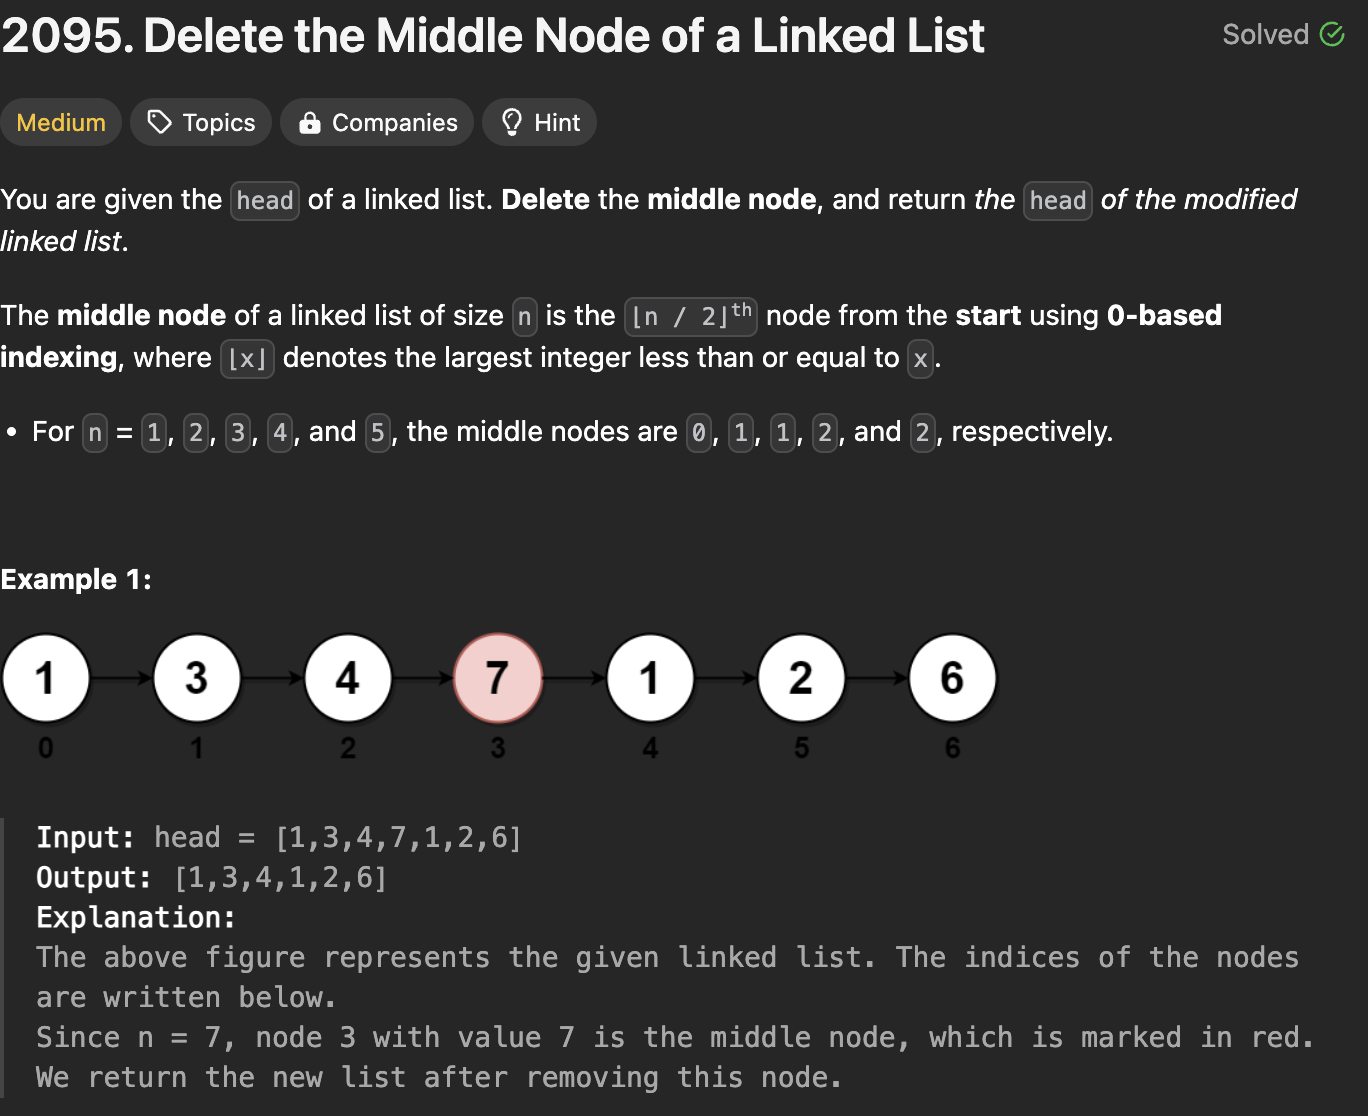 2095. Delete the Middle Node of a Linked List
Solved
Medium Topics Companies Hint
You are given the head of a linked list. Delete the middle node, and return the head of the modified
linked list.
The middle node of a linked list of size n is the ⌊n / 2⌋th node from the start using 0-based
indexing, where ⌊x⌋ denotes the largest integer less than or equal to x.
• For n = 1, 2, 3, 4, and 5, the middle nodes are 0, 1, 1, 2, and 2, respectively.
Example 1:
1 3 4 7 1 2 6
0 1 2 3 4 5 6
Input: head = [1,3,4,7,1,2,6]
Output: [1,3,4,1,2,6]
Explanation:
The above figure represents the given linked list. The indices of the nodes
are written below.
Since n = 7, node 3 with value 7 is the middle node, which is marked in red.
We return the new list after removing this node.